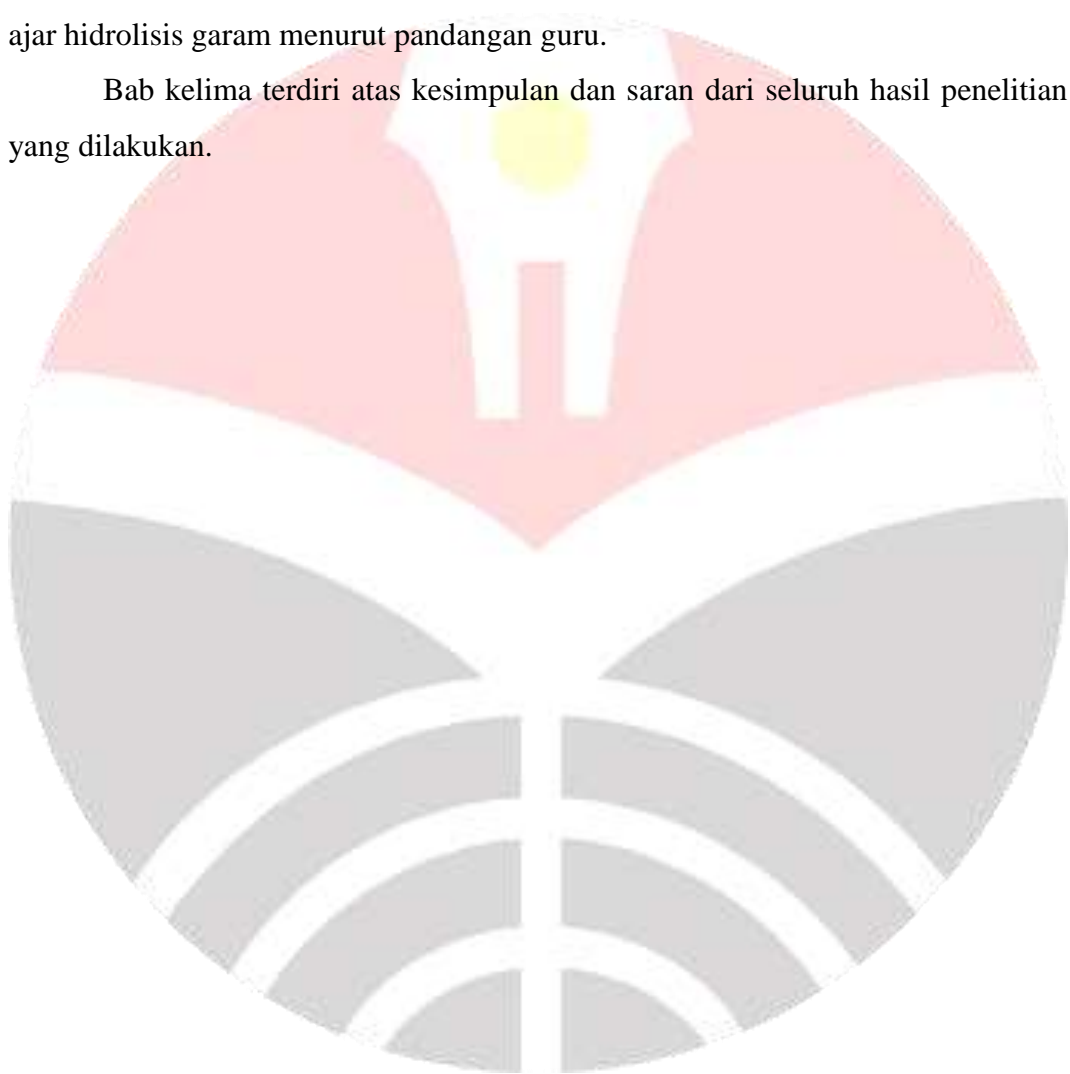 ajar hidrolisis garam menurut pandangan guru.
Bab kelima terdiri atas kesimpulan dan saran dari seluruh hasil penelitian
yang dilakukan.